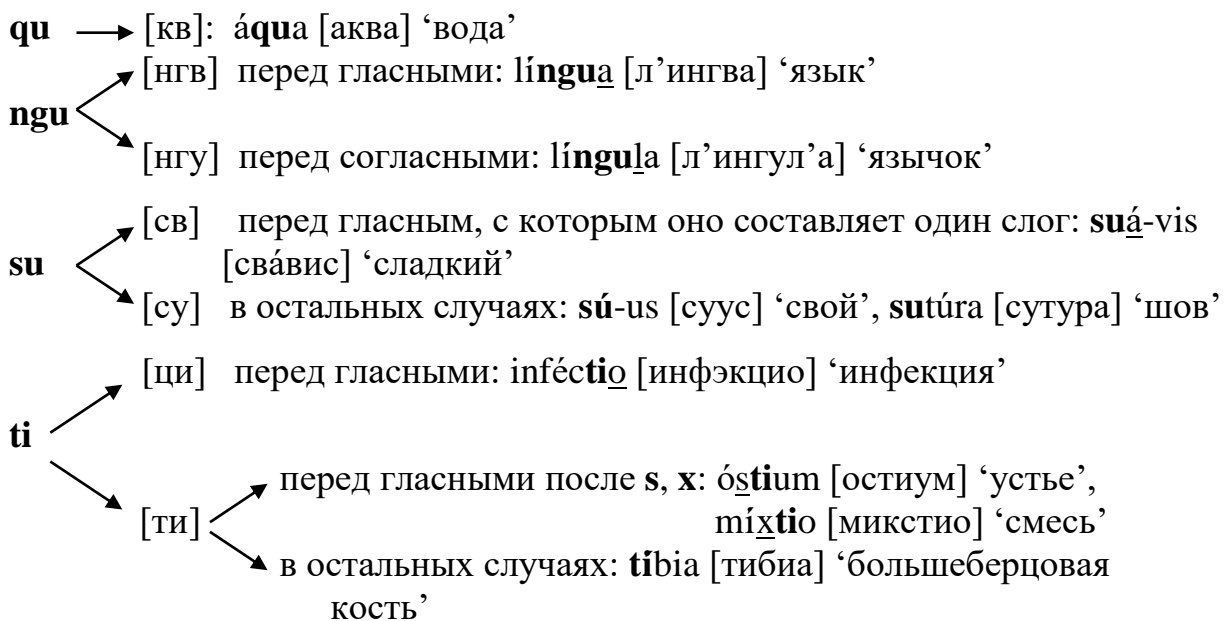 qu [кв]: áqua [аква] ‘вода’
[нгв] перед гласными: língua [л’ингва] ‘язык’
ngu
[нгу] перед согласными: língula [л’ингул’а] ‘язычок’
[св] перед гласным, с которым оно составляет один слог: suá-vis
su [свáвис] ‘сладкий’
[су] в остальных случаях: sú-us [суус] ‘свой’, sutúra [сутура] ‘шов’
[ци] перед гласными: inféctio [инфэкцио] ‘инфекция’
ti
перед гласными после s, x: óstium [остиум] ‘устье’,
[ти] míxtio [микстио] ‘смесь’
в остальных случаях: tíbia [тибиа] ‘большеберцовая
кость’